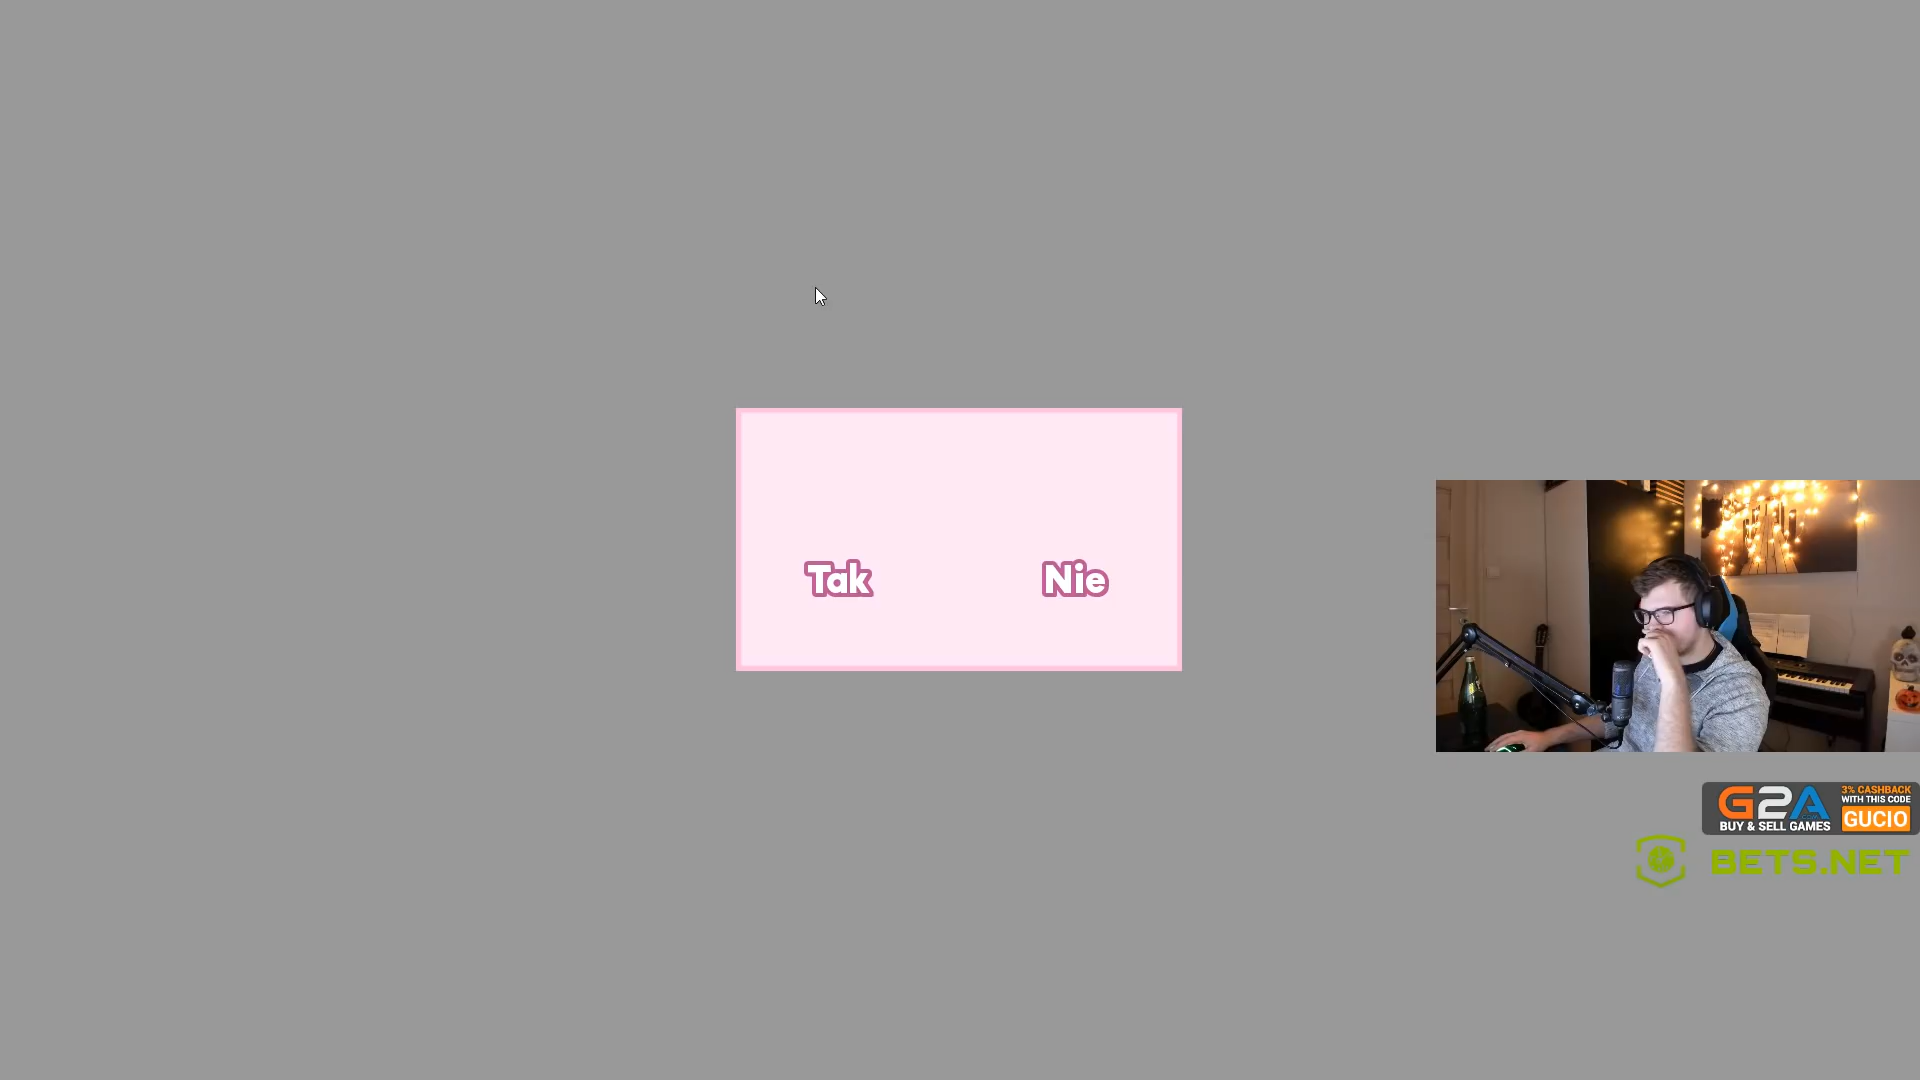 Tak
Nie
G2A
BUY & SELL GAMES
3% CASHBACK
WITH THIS CODE
GUCIO
BETS.NET